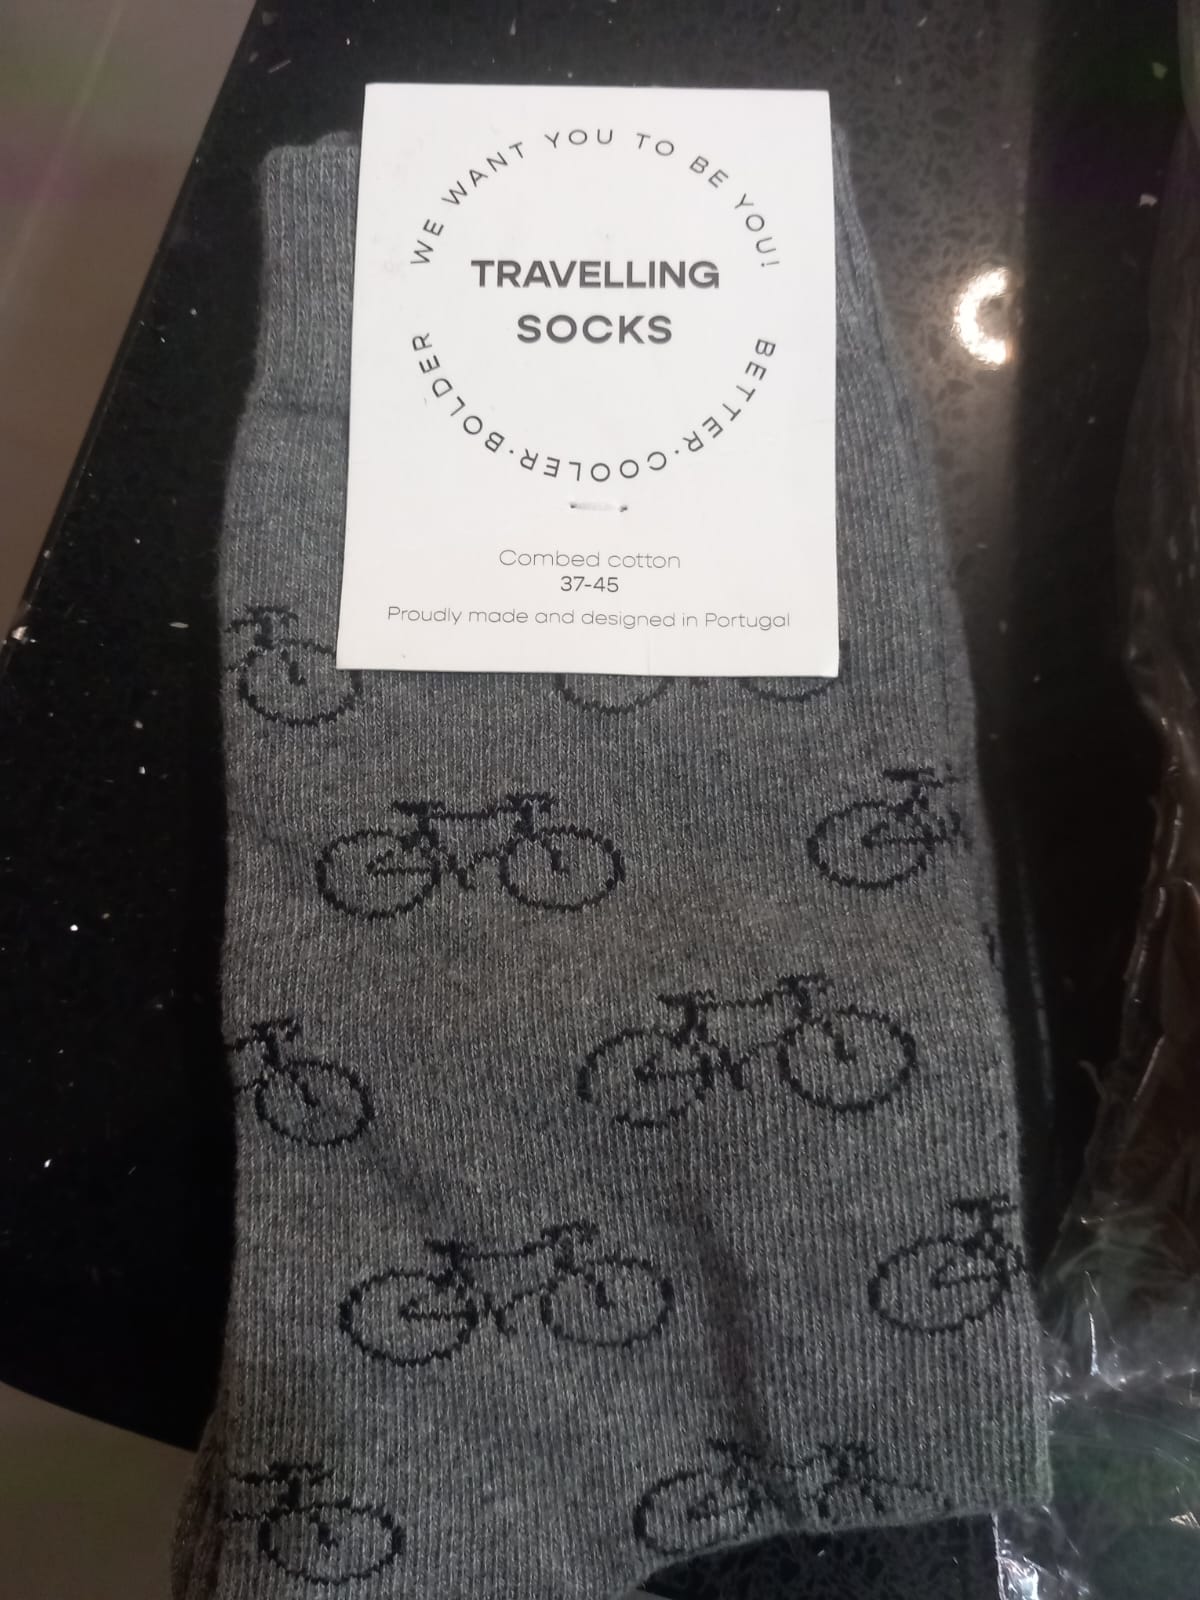 WE WANT YOU TO BE YOU!
TRAVELLING
SOCKS
BETTER·COOLER·BOLDER
Combed cotton
37-45
Proudly made and designed in Portugal